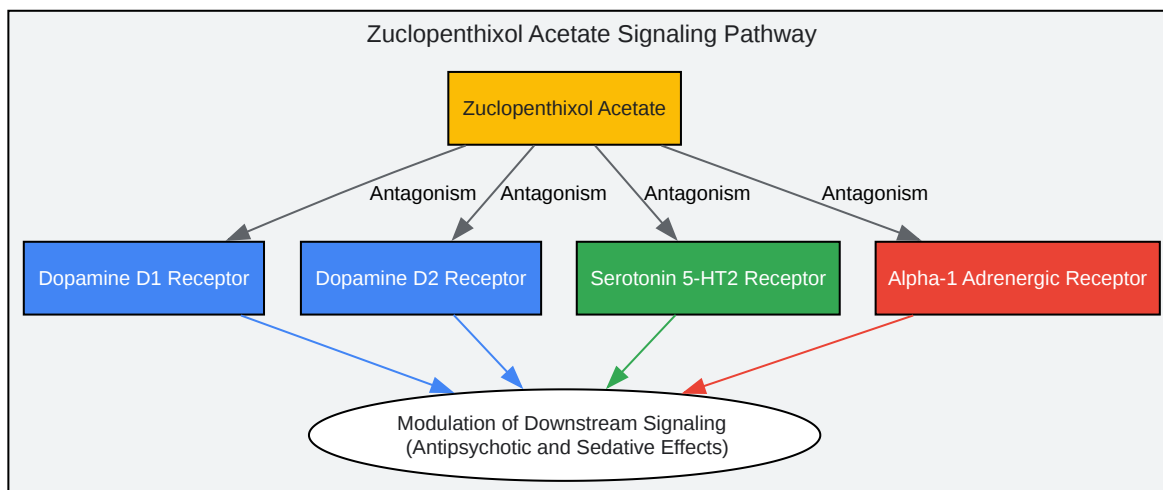 Zuclopenthixol Acetate Signaling Pathway
Zuclopenthixol Acetate
Antagonism
Antagonism
Antagonism
Antagonism
Dopamine D1 Receptor
Dopamine D2 Receptor
Serotonin 5-HT2 Receptor
Alpha-1 Adrenergic Receptor
Modulation of Downstream Signaling
(Antipsychotic and Sedative Effects)